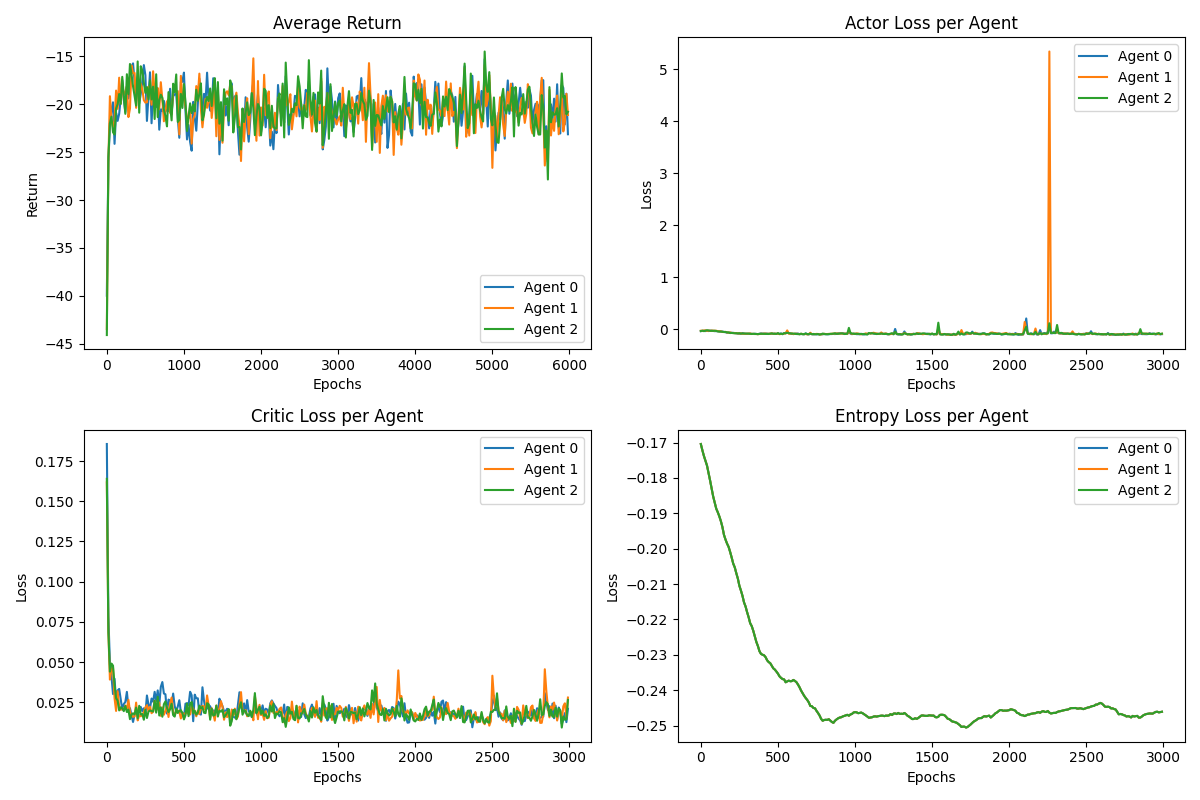 Average Return
Return
−15
−20
−25
−30
−35
−40
−45
0 1000 2000 3000 4000 5000 6000
Epochs
Agent 0
Agent 1
Agent 2
Actor Loss per Agent
Loss
5
4
3
2
1
0
0 500 1000 1500 2000 2500 3000
Epochs
Agent 0
Agent 1
Agent 2
Critic Loss per Agent
Loss
0.175
0.150
0.125
0.100
0.075
0.050
0.025
0 500 1000 1500 2000 2500 3000
Epochs
Agent 0
Agent 1
Agent 2
Entropy Loss per Agent
Loss
−0.17
−0.18
−0.19
−0.20
−0.21
−0.22
−0.23
−0.24
−0.25
0 500 1000 1500 2000 2500 3000
Epochs
Agent 0
Agent 1
Agent 2